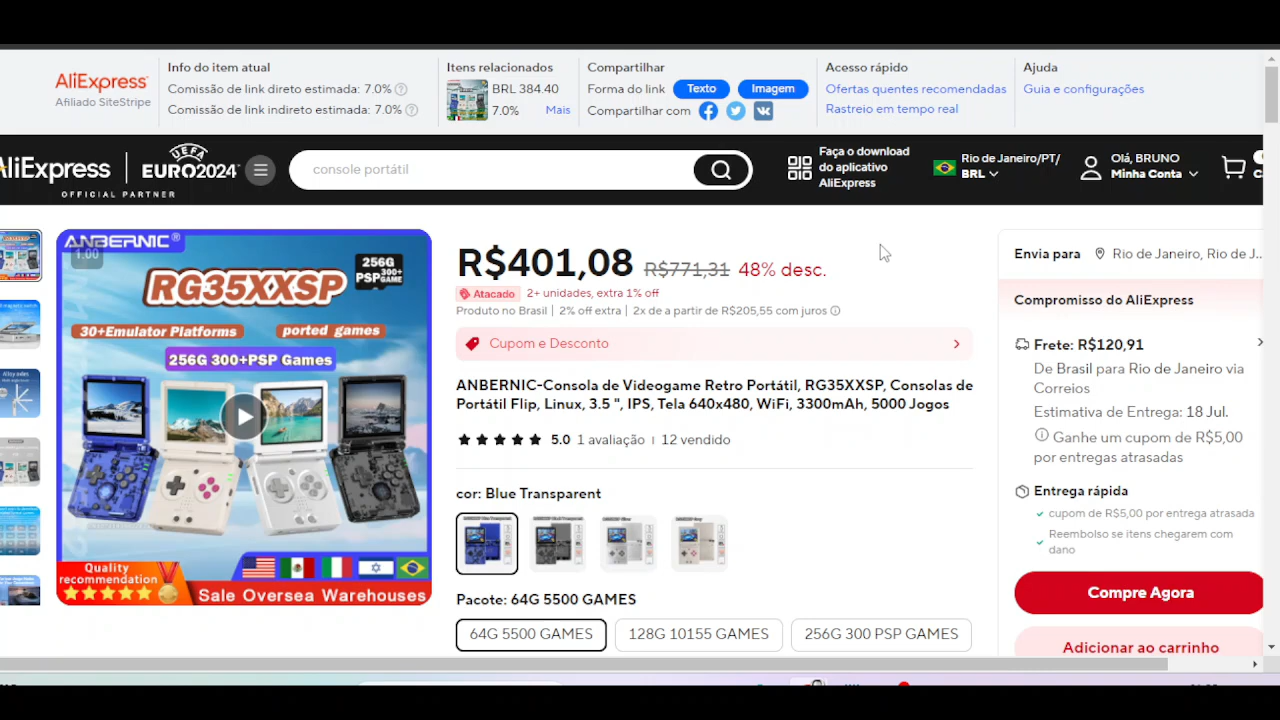 AliExpress
Afiliado SiteStripe
Info do item atual
Comissão de link direto estimada: 7.0%
Comissão de link indireto estimada: 7.0%
Itens relacionados
BRL 384.40
7.0% Mais
Compartilhar
Forma do link Texto Imagem
Compartilhar com
Acesso rápido
Ofertas quentes recomendadas
Rastreio em tempo real
Ajuda
Guia e configurações
AliExpress
UEFA
EURO2024
OFFICIAL PARTNER
console portátil
Faça o download
do aplicativo
AliExpress
Rio de Janeiro/PT/
BRL
Olá, BRUNO
Minha Conta
ANBERNIC®
1.00
RG35XXSP
256G
PSP 300+
GAME
30+Emulator Platforms
ported games
256G 300+PSP Games
Quality
recommendation
Sale Oversea Warehouses
R$401,08 R$771,31 48% desc.
Atacado 2+ unidades, extra 1% off
Produto no Brasil | 2% off extra | 2x de a partir de R$205,55 com juros
Cupom e Desconto
ANBERNIC-Consola de Videogame Retro Portátil, RG35XXSP, Consolas de
Portátil Flip, Linux, 3.5 ", IPS, Tela 640x480, WiFi, 3300mAh, 5000 Jogos
5.0 1 avaliação | 12 vendido
cor: Blue Transparent
Pacote: 64G 5500 GAMES
64G 5500 GAMES
128G 10155 GAMES
256G 300 PSP GAMES
Envia para Rio de Janeiro, Rio de J...
Compromisso do AliExpress
Frete: R$120,91
De Brasil para Rio de Janeiro via
Correios
Estimativa de Entrega: 18 Jul.
Ganhe um cupom de R$5,00
por entregas atrasadas
Entrega rápida
cupom de R$5,00 por entrega atrasada
Reembolso se itens chegarem com
dano
Compre Agora
Adicionar ao carrinho